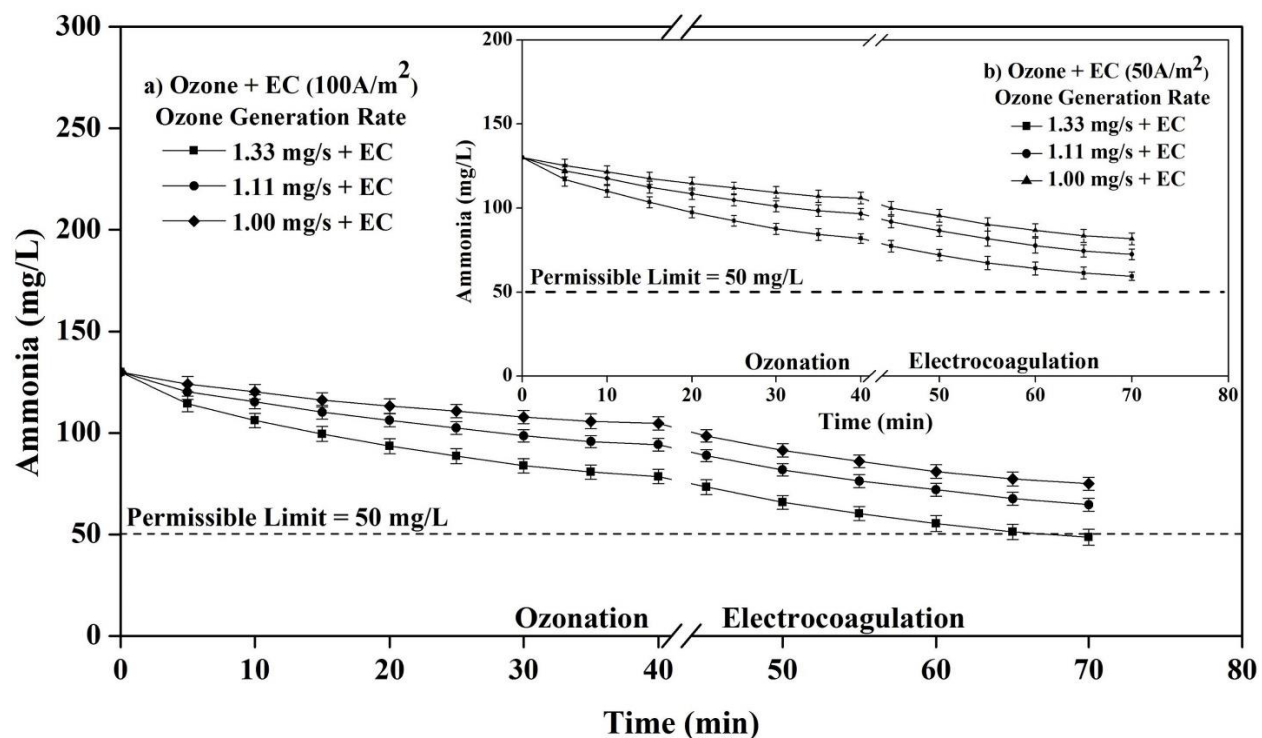 a) Ozone + EC (100A/m²)
Ozone Generation Rate
1.33 mg/s + EC
1.11 mg/s + EC
1.00 mg/s + EC
Ammonia (mg/L)
300
250
200
150
100
50
0
Permissible Limit = 50 mg/L
Ozonation
Electrocoagulation
0 10 20 30 40 50 60 70 80
Time (min)
b) Ozone + EC (50A/m²)
Ozone Generation Rate
1.33 mg/s + EC
1.11 mg/s + EC
1.00 mg/s + EC
Ammonia (mg/L)
200
150
100
50
0
Permissible Limit = 50 mg/L
Ozonation
Electrocoagulation
0 10 20 30 40 50 60 70 80
Time (min)